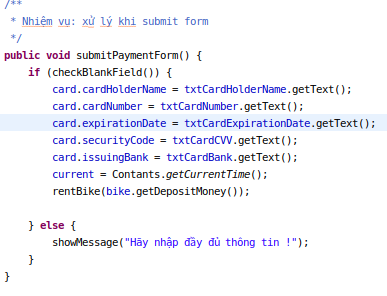 /**
 * Nhiệm vụ: xử lý khi submit form
 */
public void submitPaymentForm() {
    if (checkBlankField()) {
        card.cardHolderName = txtCardHolderName.getText();
        card.cardNumber = txtCardNumber.getText();
        card.expirationDate = txtCardExpirationDate.getText();
        card.securityCode = txtCardCVV.getText();
        card.issuingBank = txtCardBank.getText();
        current = Contants.getCurrentTime();
        rentBike(bike.getDepositMoney());

    } else {
        showMessage("Hãy nhập đầy đủ thông tin !");
    }
}